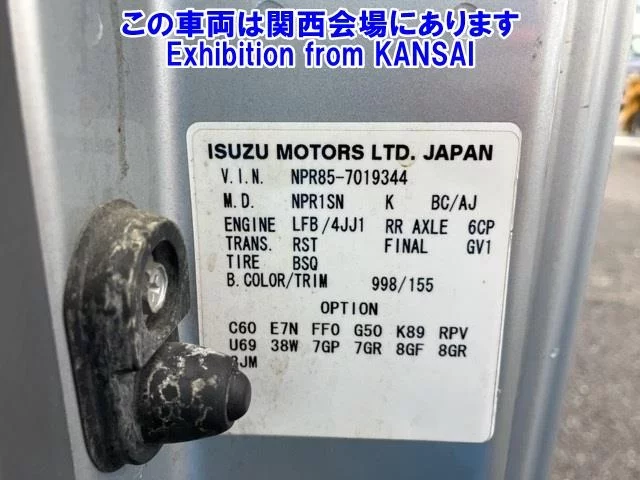 この車両は関西会場にあります
Exhibition from KANSAI
ISUZU MOTORS LTD. JAPAN
V.I.N. NPR85-7019344
M.D. NPR1SN K BC/AJ
ENGINE LFB/4JJ1 RR AXLE 6CP
TRANS. RST FINAL GV1
TIRE BSQ
B.COLOR/TRIM 998/155
OPTION
C60 E7N FF0 G50 K89 RPV
U69 38W 7GP 7GR 8GF 8GR